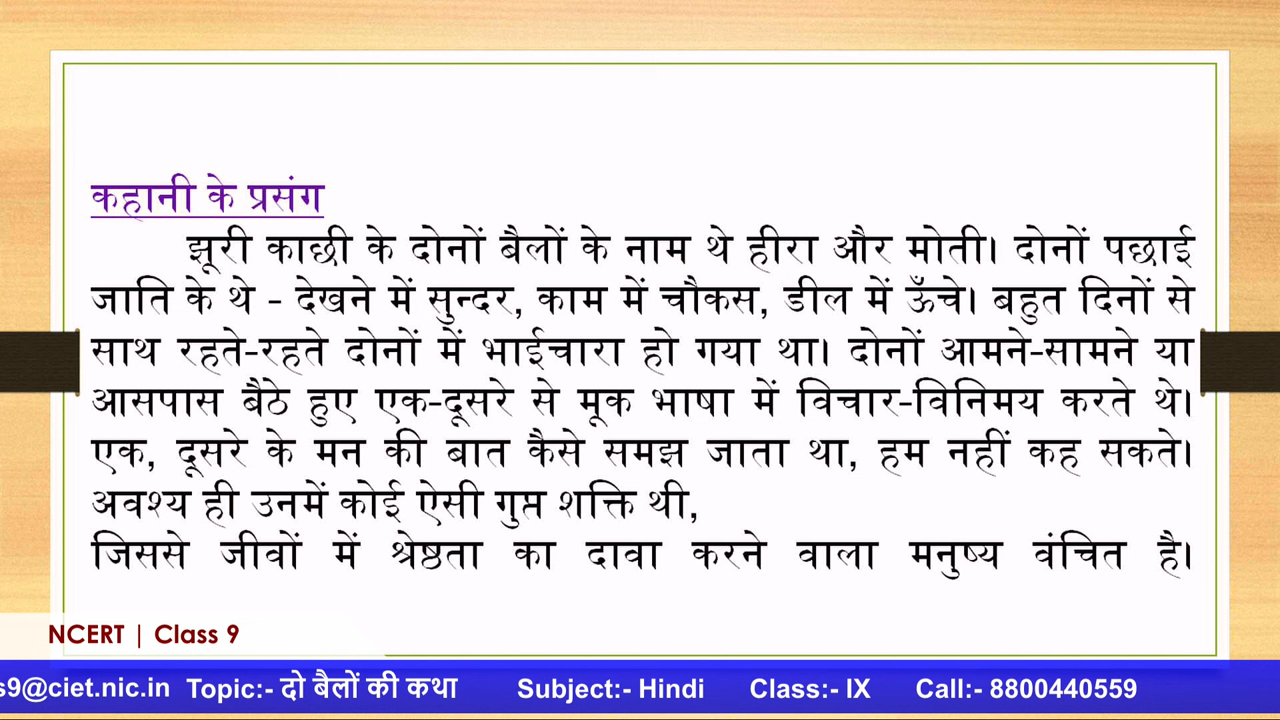 कहानी के प्रसंग
झूरी काछी के दोनों बैलों के नाम थे हीरा और मोती। दोनों पछाई
जाति के थे - देखने में सुन्दर, काम में चौकस, डील में ऊँचे। बहुत दिनों से
साथ रहते-रहते दोनों में भाईचारा हो गया था। दोनों आमने-सामने या
आसपास बैठे हुए एक-दूसरे से मूक भाषा में विचार-विनिमय करते थे।
एक, दूसरे के मन की बात कैसे समझ जाता था, हम नहीं कह सकते।
अवश्य ही उनमें कोई ऐसी गुप्त शक्ति थी,
जिससे जीवों में श्रेष्ठता का दावा करने वाला मनुष्य वंचित है।
NCERT | Class 9
s9@ciet.nic.in Topic:- दो बैलों की कथा Subject:- Hindi Class:- IX Call:- 8800440559